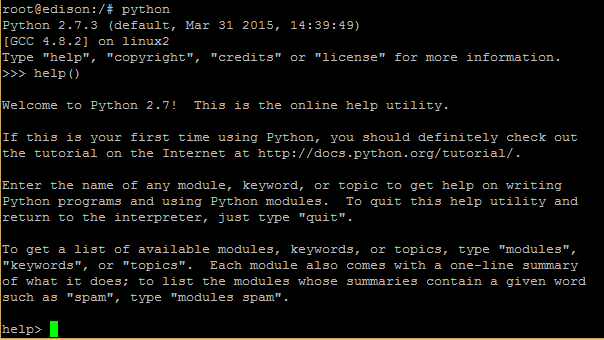 root@edison:/# python
Python 2.7.3 (default, Mar 31 2015, 14:39:49)
[GCC 4.8.2] on linux2
Type "help", "copyright", "credits" or "license" for more information.
>>> help()
Welcome to Python 2.7!  This is the online help utility.
If this is your first time using Python, you should definitely check out
the tutorial on the Internet at http://docs.python.org/tutorial/.
Enter the name of any module, keyword, or topic to get help on writing
Python programs and using Python modules.  To quit this help utility and
return to the interpreter, just type "quit".
To get a list of available modules, keywords, or topics, type "modules",
"keywords", or "topics".  Each module also comes with a one-line summary
of what it does; to list the modules whose summaries contain a given word
such as "spam", type "modules spam".
help>